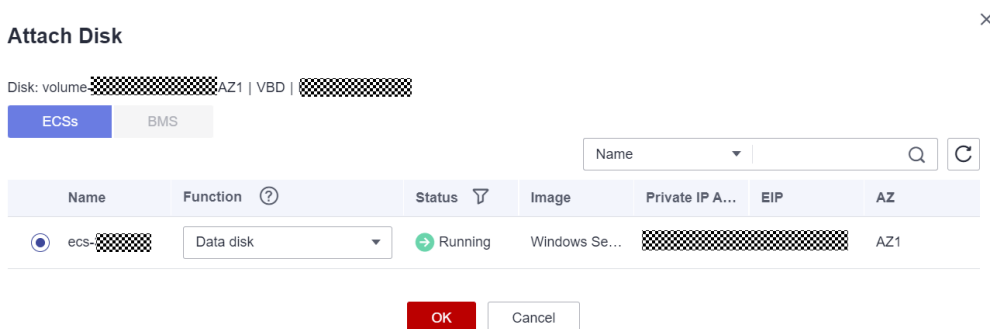 Attach Disk
Disk: volume- AZ1 | VBD |
ECSs BMS
Name
Name Function ? Status Image Private IP A... EIP AZ
ecs- Data disk Running Windows Se... AZ1
OK Cancel